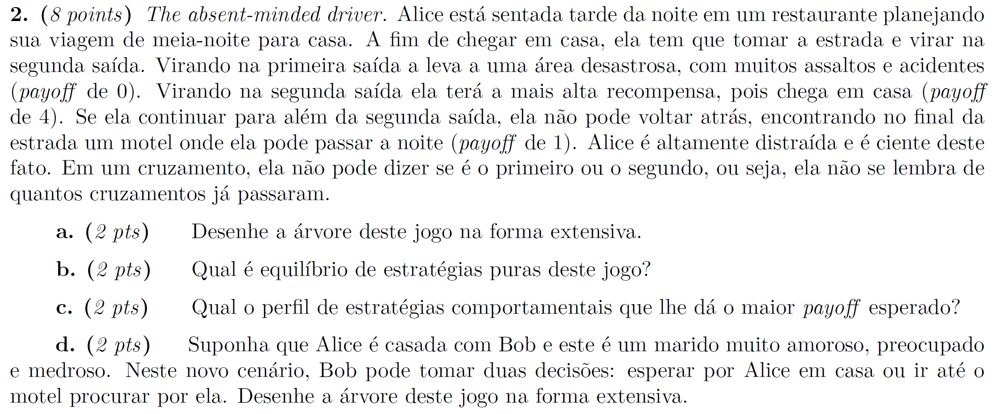 2. (8 points) The absent-minded driver. Alice está sentada tarde da noite em um restaurante planejando
sua viagem de meia-noite para casa. A fim de chegar em casa, ela tem que tomar a estrada e virar na
segunda saída. Virando na primeira saída a leva a uma área desastrosa, com muitos assaltos e acidentes
(payoff de 0). Virando na segunda saída ela terá a mais alta recompensa, pois chega em casa (payoff
de 4). Se ela continuar para além da segunda saída, ela não pode voltar atrás, encontrando no final da
estrada um motel onde ela pode passar a noite (payoff de 1). Alice é altamente distraída e é ciente deste
fato. Em um cruzamento, ela não pode dizer se é o primeiro ou o segundo, ou seja, ela não se lembra de
quantos cruzamentos já passaram.
a. (2 pts) Desenhe a árvore deste jogo na forma extensiva.
b. (2 pts) Qual é equilíbrio de estratégias puras deste jogo?
c. (2 pts) Qual o perfil de estratégias comportamentais que lhe dá o maior payoff esperado?
d. (2 pts) Suponha que Alice é casada com Bob e este é um marido muito amoroso, preocupado
e medroso. Neste novo cenário, Bob pode tomar duas decisões: esperar por Alice em casa ou ir até o
motel procurar por ela. Desenhe a árvore deste jogo na forma extensiva.